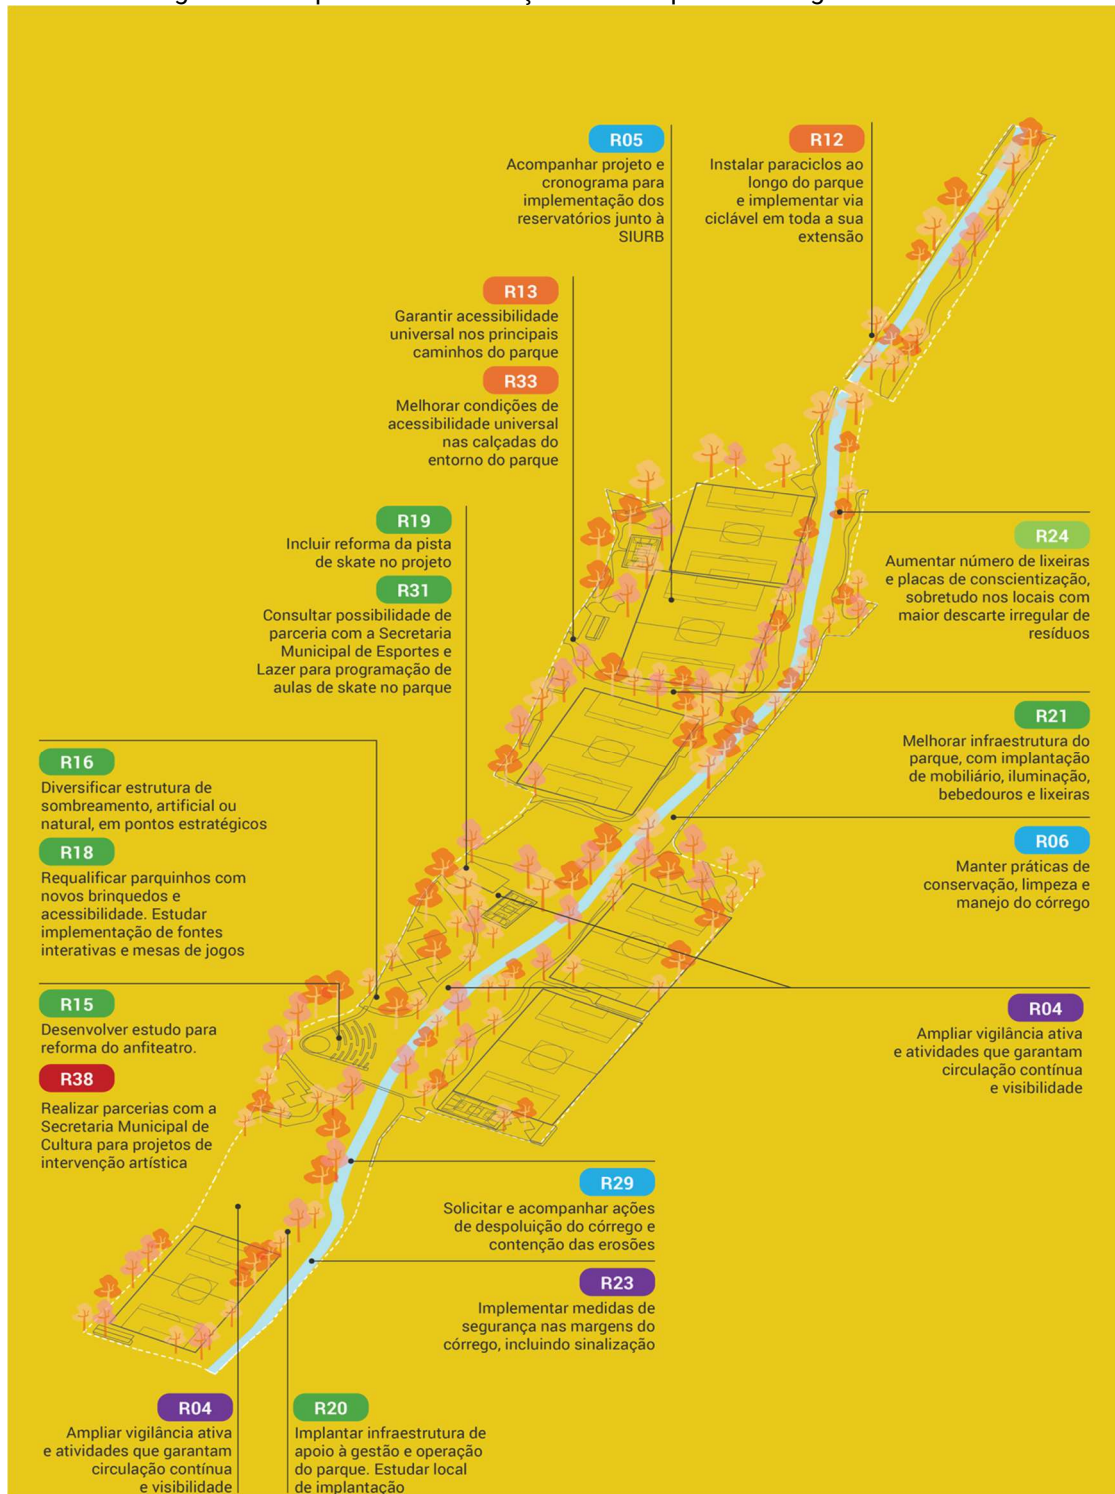 R05
Acompanhar projeto e
cronograma para
implementação dos
reservatórios junto à
SIURB
R12
Instalar paraciclos ao
longo do parque
e implementar via
ciclável em toda a sua
extensão
R13
Garantir acessibilidade
universal nos principais
caminhos do parque
R33
Melhorar condições de
acessibilidade universal
nas calçadas do
entorno do parque
R19
Incluir reforma da pista
de skate no projeto
R31
Consultar possibilidade de
parceria com a Secretaria
Municipal de Esportes e
Lazer para programação de
aulas de skate no parque
R24
Aumentar número de lixeiras
e placas de conscientização,
sobretudo nos locais com
maior descarte irregular de
resíduos
R21
Melhorar infraestrutura do
parque, com implantação
de mobiliário, iluminação,
bebedouros e lixeiras
R16
Diversificar estrutura de
sombreamento, artificial ou
natural, em pontos estratégicos
R18
Requalificar parquinhos com
novos brinquedos e
acessibilidade. Estudar
implementação de fontes
interativas e mesas de jogos
R06
Manter práticas de
conservação, limpeza e
manejo do córrego
R15
Desenvolver estudo para
reforma do anfiteatro.
R38
Realizar parcerias com a
Secretaria Municipal de
Cultura para projetos de
intervenção artística
R04
Ampliar vigilância ativa
e atividades que garantam
circulação contínua
e visibilidade
R29
Solicitar e acompanhar ações
de despoluição do córrego e
contenção das erosões
R23
Implementar medidas de
segurança nas margens do
córrego, incluindo sinalização
R04
Ampliar vigilância ativa
e atividades que garantam
circulação contínua
e visibilidade
R20
Implantar infraestrutura de
apoio à gestão e operação
do parque. Estudar local
de implantação